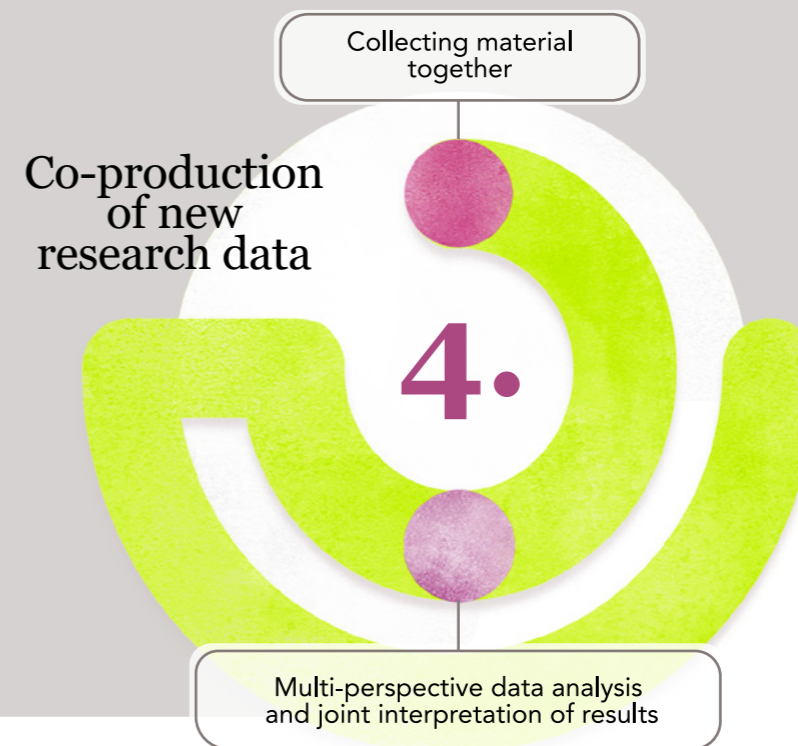 Collecting material
together
Co-production
of new
research data
4.
Multi-perspective data analysis
and joint interpretation of results